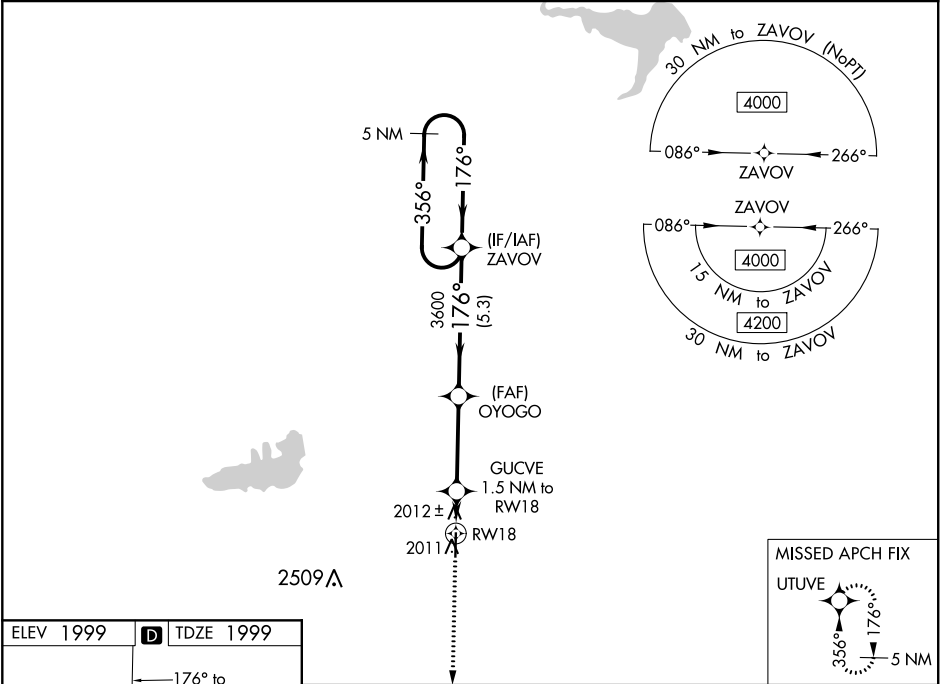 30 NM to ZAVOV (NoPT)
4000
086°
266°
ZAVOV
5 NM
356°
176°
(IF/IAF)
ZAVOV
ZAVOV
086°
266°
4000
15 NM to ZAVOV
4200
30 NM to ZAVOV
3600
176°
(5.3)
(FAF)
OYOGO
GUCVE
1.5 NM to
RW18
2012 ±
RW18
2011
2509
MISSED APCH FIX
UTUVE
356°
176°
5 NM
ELEV 1999 D TDZE 1999
176° to